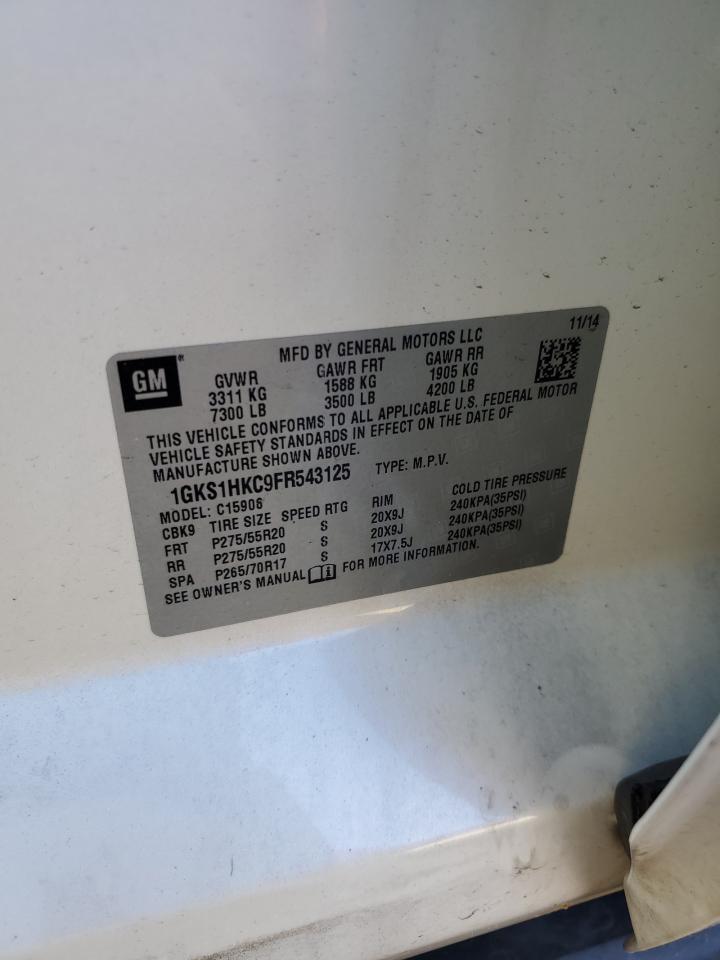 MFD BY GENERAL MOTORS LLC 11/14
GM®
GVWR GAWR FRT GAWR RR
3311 KG 1588 KG 1905 KG
7300 LB 3500 LB 4200 LB
THIS VEHICLE CONFORMS TO ALL APPLICABLE U.S. FEDERAL MOTOR
VEHICLE SAFETY STANDARDS IN EFFECT ON THE DATE OF
MANUFACTURE SHOWN ABOVE.
1GKS1HKC9FR543125 TYPE: M.P.V.
MODEL: C15906
CBK9 TIRE SIZE SPEED RTG RIM COLD TIRE PRESSURE
FRT P275/55R20 S 20X9J 240KPA(35PSI)
RR P275/55R20 S 20X9J 240KPA(35PSI)
SPA P265/70R17 S 17X7.5J 240KPA(35PSI)
SEE OWNER'S MANUAL i FOR MORE INFORMATION.